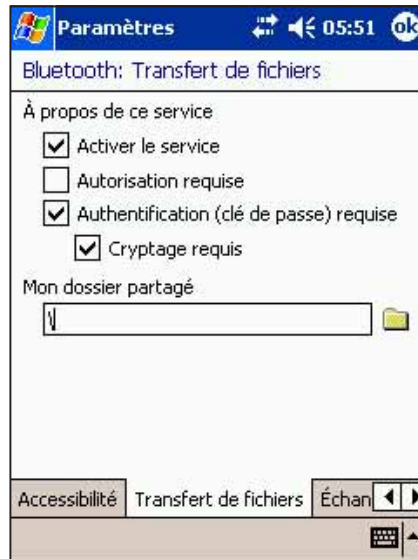 Paramètres 05:51 ok
Bluetooth: Transfert de fichiers
À propos de ce service
Activer le service
Autorisation requise
Authentification (clé de passe) requise
Cryptage requis
Mon dossier partagé
\
Accessibilité Transfert de fichiers Échan